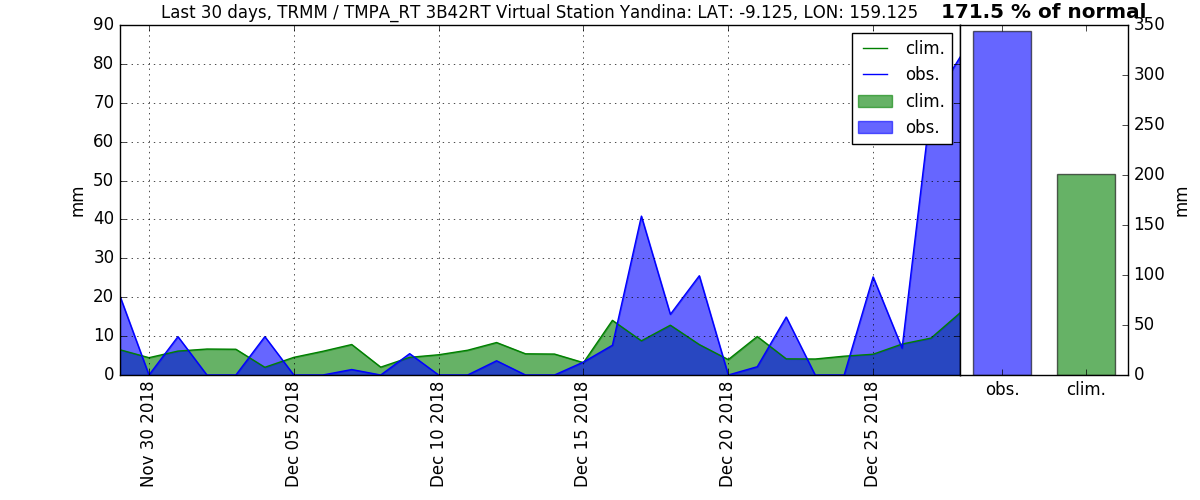 Last 30 days, TRMM / TMPA_RT 3B42RT Virtual Station Yandina: LAT: -9.125, LON: 159.125
171.5 % of normal
90
80
70
60
50
40
30
20
10
0
mm
clim.
obs.
clim.
obs.
350
300
250
200
150
100
50
0
mm
obs.
clim.
Nov 30 2018
Dec 05 2018
Dec 10 2018
Dec 15 2018
Dec 20 2018
Dec 25 2018